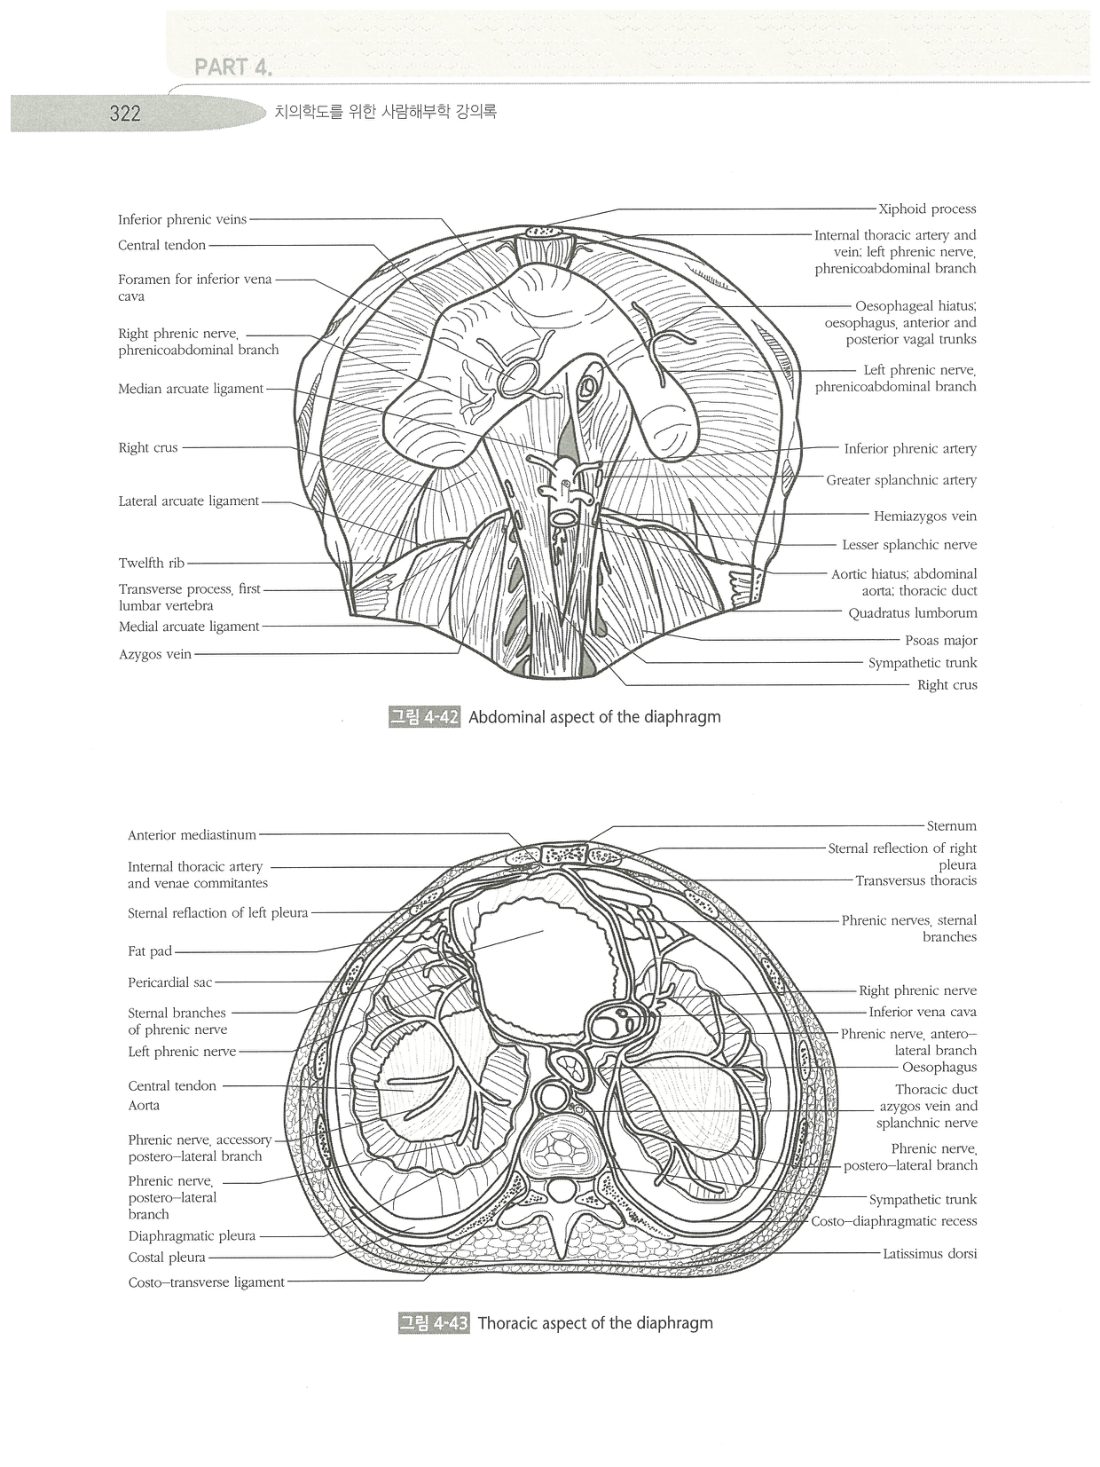 PART 4.
322
치의학도를 위한 사람해부학 강의록
Inferior phrenic veins
Central tendon
Foramen for inferior vena
cava
Right phrenic nerve,
phrenicoabdominal branch
Median arcuate ligament
Right crus
Lateral arcuate ligament
Twelfth rib
Transverse process, first
lumbar vertebra
Medial arcuate ligament
Azygos vein
Xiphoid process
Internal thoracic artery and
vein: left phrenic nerve,
phrenicoabdominal branch
Oesophageal hiatus:
oesophagus, anterior and
posterior vagal trunks
Left phrenic nerve,
phrenicoabdominal branch
Inferior phrenic artery
Greater splanchnic artery
Hemiazygos vein
Lesser splanchic nerve
Aortic hiatus: abdominal
aorta: thoracic duct
Quadratus lumborum
Psoas major
Sympathetic trunk
Right crus
그림 4-42 Abdominal aspect of the diaphragm
Anterior mediastinum
Internal thoracic artery
and venae commitantes
Sternal reflaction of left pleura
Fat pad
Pericardial sac
Sternal branches
of phrenic nerve
Left phrenic nerve
Central tendon
Aorta
Phrenic nerve, accessory
postero-lateral branch
Phrenic nerve,
postero-lateral
branch
Diaphragmatic pleura
Costal pleura
Costo-transverse ligament
Sternum
Sternal reflection of right
pleura
Transversus thoracis
Phrenic nerves, sternal
branches
Right phrenic nerve
Inferior vena cava
Phrenic nerve, antero-
lateral branch
Oesophagus
Thoracic duct
azygos vein and
splanchnic nerve
Phrenic nerve,
postero-lateral branch
Sympathetic trunk
Costo-diaphragmatic recess
Latissimus dorsi
그림 4-43 Thoracic aspect of the diaphragm